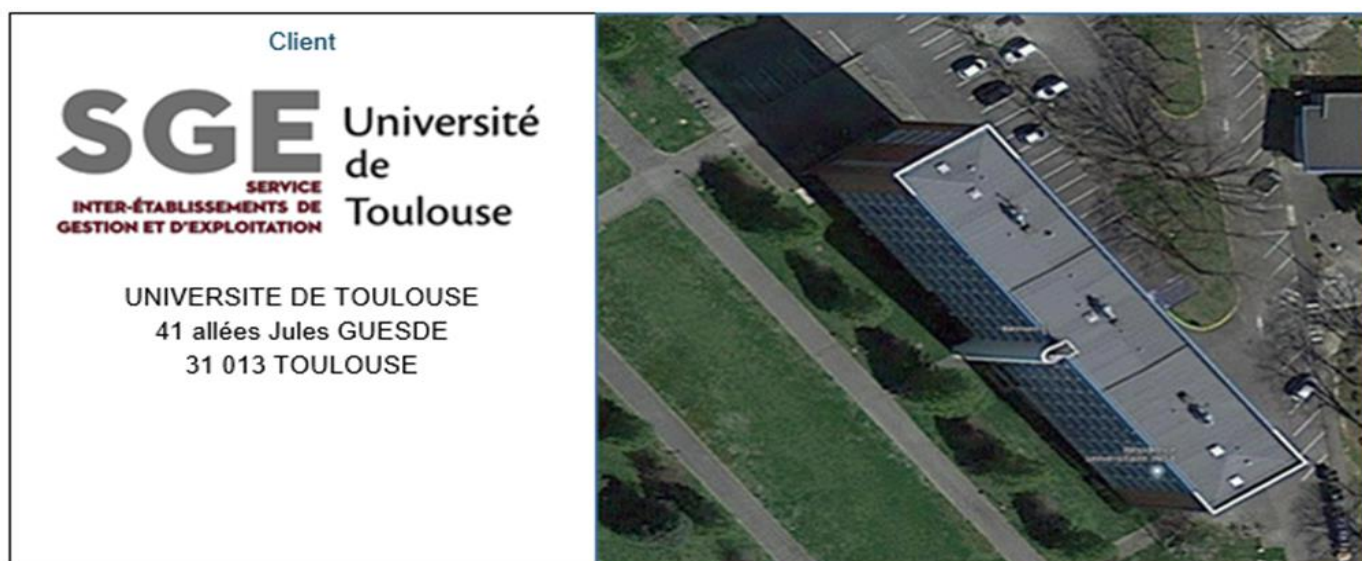 Client
SGE
Université
de
Toulouse
SERVICE
INTER-ÉTABLISSEMENTS DE
GESTION ET D'EXPLOITATION
UNIVERSITE DE TOULOUSE
41 allées Jules GUESDE
31 013 TOULOUSE